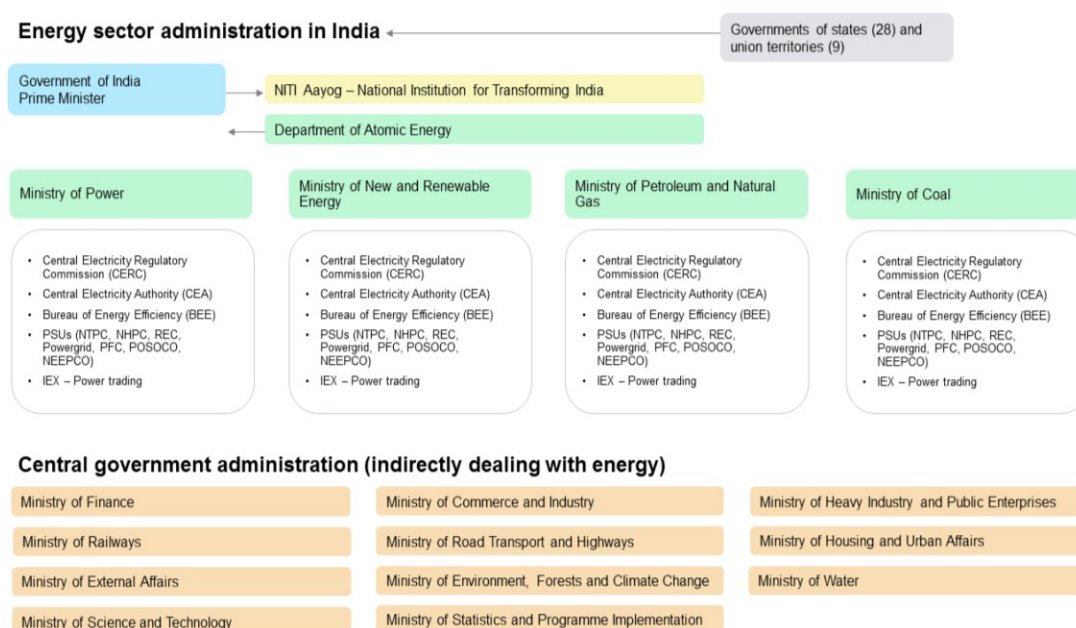 Energy sector administration in India
Governments of states (28) and
union territories (9)
Government of India
Prime Minister
NITI Aayog – National Institution for Transforming India
Department of Atomic Energy
Ministry of Power
Ministry of New and Renewable
Energy
Ministry of Petroleum and Natural
Gas
Ministry of Coal
• Central Electricity Regulatory
Commission (CERC)
• Central Electricity Authority (CEA)
• Bureau of Energy Efficiency (BEE)
• PSUs (NTPC, NHPC, REC,
Powergrid, PFC, POSOCO,
NEEPCO)
• IEX – Power trading
• Central Electricity Regulatory
Commission (CERC)
• Central Electricity Authority (CEA)
• Bureau of Energy Efficiency (BEE)
• PSUs (NTPC, NHPC, REC,
Powergrid, PFC, POSOCO,
NEEPCO)
• IEX – Power trading
• Central Electricity Regulatory
Commission (CERC)
• Central Electricity Authority (CEA)
• Bureau of Energy Efficiency (BEE)
• PSUs (NTPC, NHPC, REC,
Powergrid, PFC, POSOCO,
NEEPCO)
• IEX – Power trading
• Central Electricity Regulatory
Commission (CERC)
• Central Electricity Authority (CEA)
• Bureau of Energy Efficiency (BEE)
• PSUs (NTPC, NHPC, REC,
Powergrid, PFC, POSOCO,
NEEPCO)
• IEX – Power trading
Central government administration (indirectly dealing with energy)
Ministry of Finance
Ministry of Commerce and Industry
Ministry of Heavy Industry and Public Enterprises
Ministry of Railways
Ministry of Road Transport and Highways
Ministry of Housing and Urban Affairs
Ministry of External Affairs
Ministry of Environment, Forests and Climate Change
Ministry of Water
Ministry of Science and Technology
Ministry of Statistics and Programme Implementation